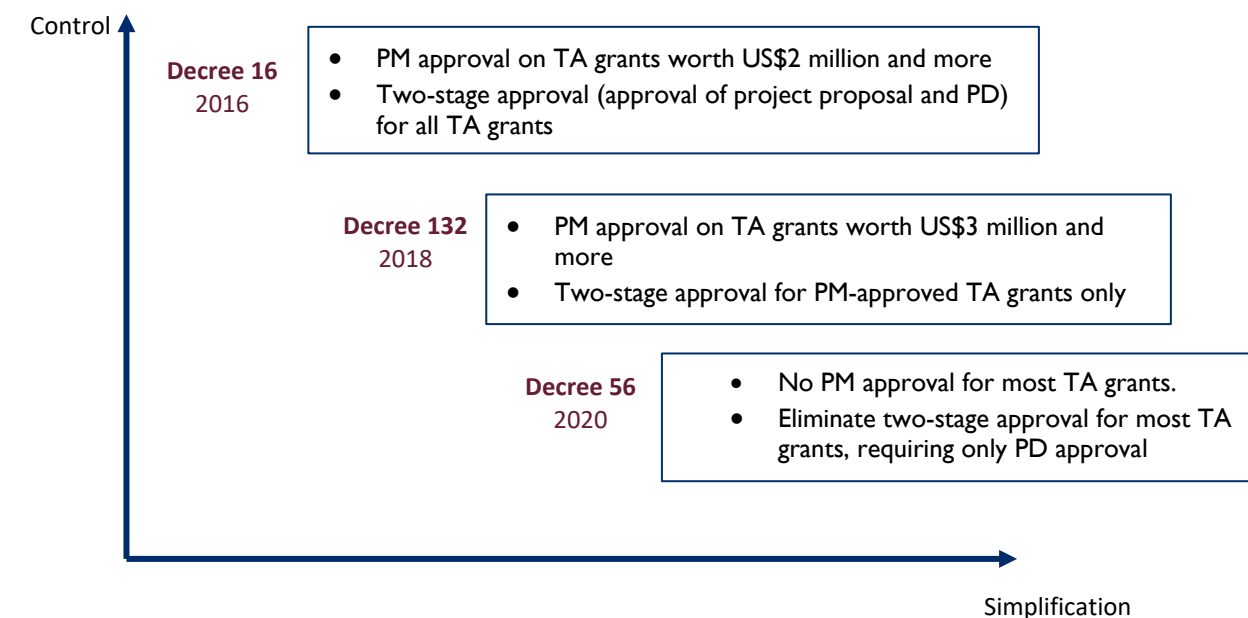 Control
Decree 16
2016
• PM approval on TA grants worth US$2 million and more
• Two-stage approval (approval of project proposal and PD)
for all TA grants
Decree 132
2018
• PM approval on TA grants worth US$3 million and
more
• Two-stage approval for PM-approved TA grants only
Decree 56
2020
• No PM approval for most TA grants.
• Eliminate two-stage approval for most TA
grants, requiring only PD approval
Simplification